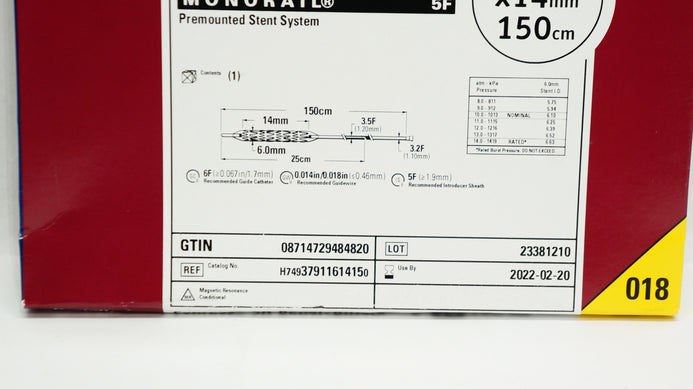 MONORAIL® 5F
Premounted Stent System
x14mm
150cm
Contents (1)
150cm
14mm
3.5F
(1.20mm)
6.0mm
3.2F
(1.10mm)
25cm
atm - kPa 6.0mm
Pressure Stent I.D.
8.0 - 811 5.75
9.0 - 912 5.94
10.0 - 1013 NOMINAL 6.10
11.0 - 1115 6.25
12.0 - 1216 6.39
13.0 - 1317 6.52
14.0 - 1419 RATED* 6.63
*Rated Burst Pressure. DO NOT EXCEED.
GC 6F (≥0.067in/1.7mm)
Recommended Guide Catheter
GW 0.014in/0.018in (≤0.46mm)
Recommended Guidewire
IS 5F (≥1.9mm)
Recommended Introducer Sheath
GTIN 08714729484820
LOT 23381210
REF Catalog No. H74937911614150
Use By 2022-02-20
MR Magnetic Resonance
Conditional
018